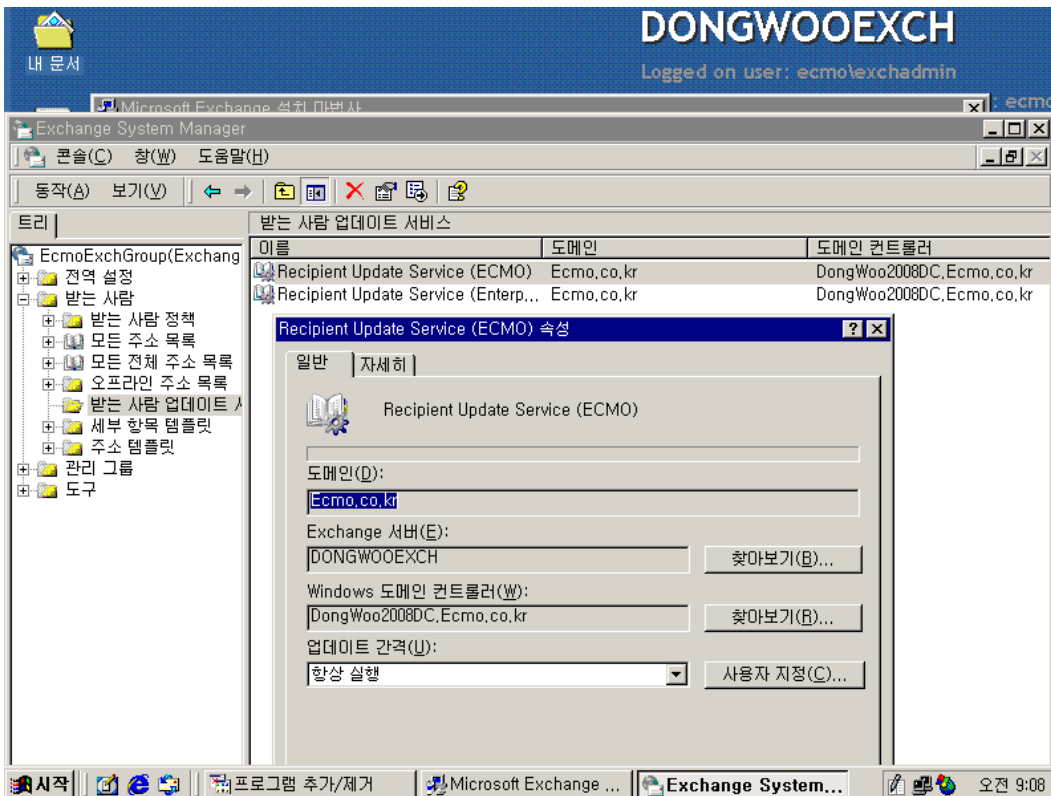 DONGWOOEXCH
내 문서
Logged on user: ecmo\exchadmin
Microsoft Exchange 설치 마법사
: ecmo
Exchange System Manager
콘솔(C) 창(W) 도움말(H)
동작(A) 보기(V)
트리
받는 사람 업데이트 서비스
이름 도메인 도메인 컨트롤러
EcmoExchGroup(Exchang
Recipient Update Service (ECMO) Ecmo.co.kr DongWoo2008DC.Ecmo.co.kr
전역 설정
Recipient Update Service (Enterp... Ecmo.co.kr DongWoo2008DC.Ecmo.co.kr
받는 사람
받는 사람 정책
모든 주소 목록
모든 전체 주소 목록
오프라인 주소 목록
받는 사람 업데이트 서
세부 항목 템플릿
주소 템플릿
관리 그룹
도구
Recipient Update Service (ECMO) 속성
일반 자세히
Recipient Update Service (ECMO)
도메인(D):
Ecmo.co.kr
Exchange 서버(E):
DONGWOOEXCH 찾아보기(B)...
Windows 도메인 컨트롤러(W):
DongWoo2008DC.Ecmo.co.kr 찾아보기(R)...
업데이트 간격(U):
항상 실행 사용자 지정(C)...
시작 프로그램 추가/제거 Microsoft Exchange ... Exchange System... 오전 9:08